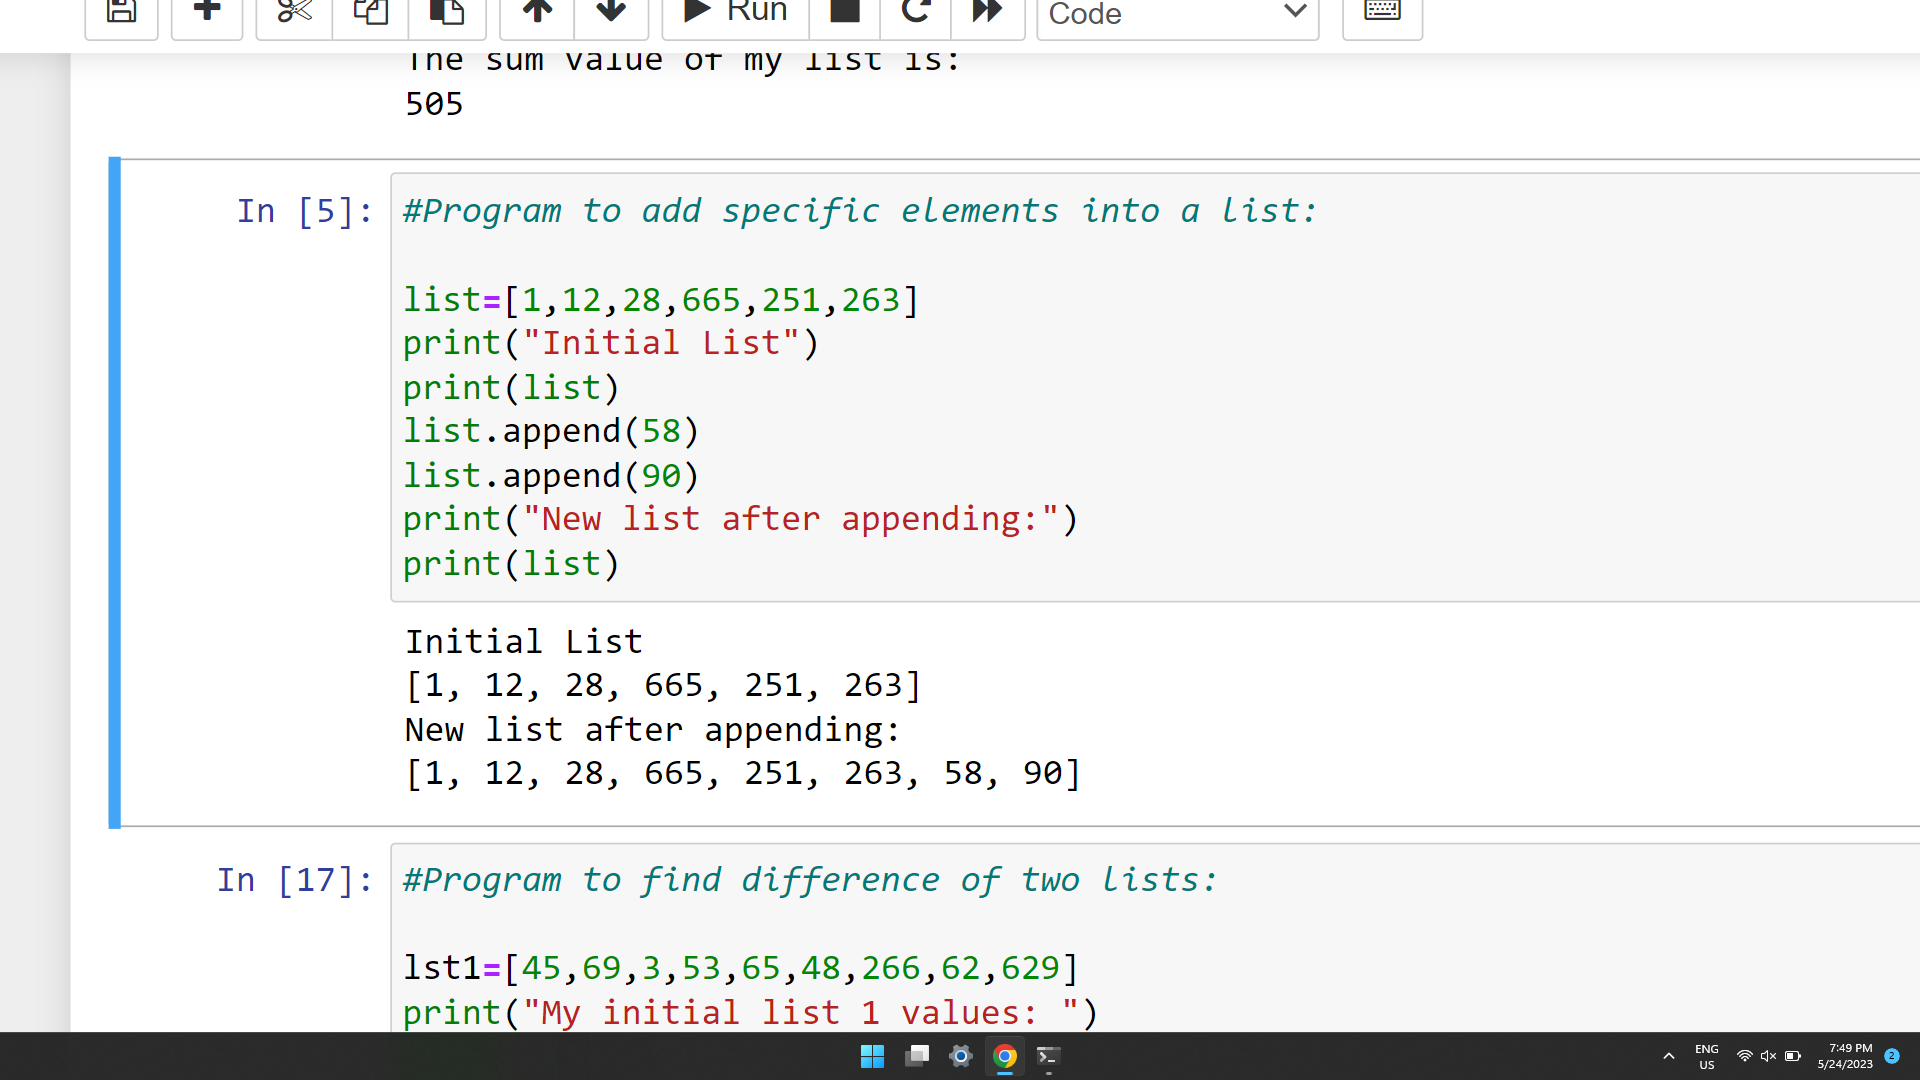 Run
Code
The sum value of my list is:
505
In [5]:
#Program to add specific elements into a list:
list=[1,12,28,665,251,263]
print("Initial List")
print(list)
list.append(58)
list.append(90)
print("New list after appending:")
print(list)
Initial List
[1, 12, 28, 665, 251, 263]
New list after appending:
[1, 12, 28, 665, 251, 263, 58, 90]
In [17]:
#Program to find difference of two lists:
lst1=[45,69,3,53,65,48,266,62,629]
print("My initial list 1 values: ")
ENG
US
7:49 PM
5/24/2023
2